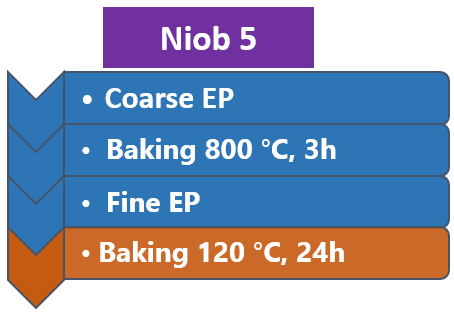 Niob 5
• Coarse EP
• Baking 800 °C, 3h
• Fine EP
• Baking 120 °C, 24h